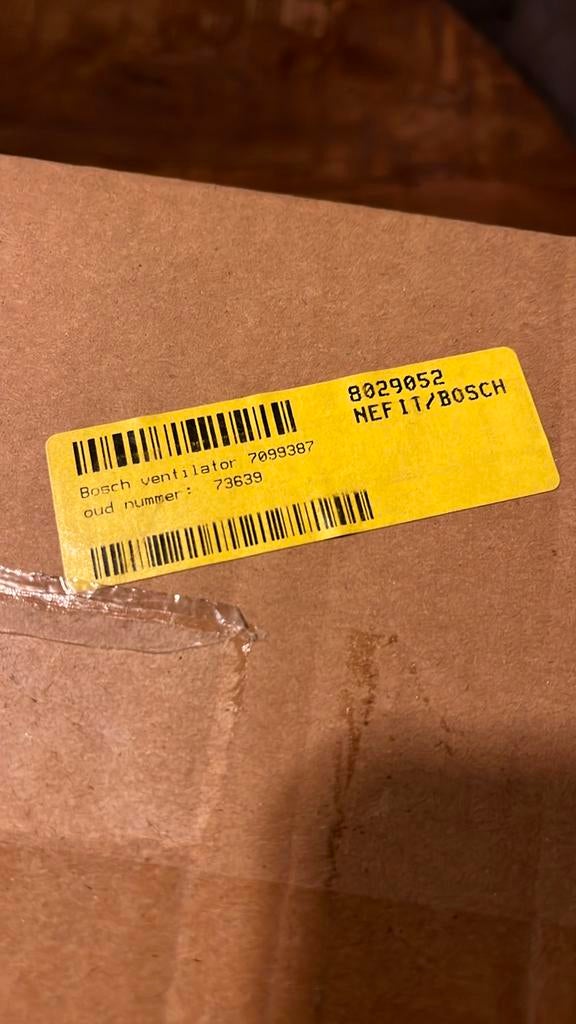 8029052
NEFIT/BOSCH
Bosch ventilator 7099387
oud nummer: 73639